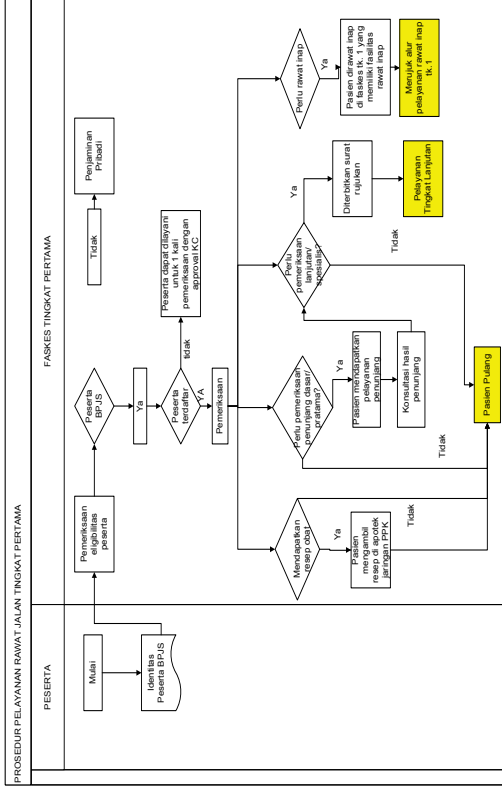 PROSEDUR PELAYANAN RAWAT JALAN TINGKAT PERTAMA
PESERTA
FASKES TINGKAT PERTAMA
Mulai
Identitas
Peserta BPJS
Pemeriksaan
eligibilitas
peserta
Peserta
BPJS
Tidak
Penjaminan
Pribadi
Ya
Peserta
terdaftar
tidak
Peserta dapat dilayani
untuk 1 kali
pemeriksaan dengan
approval KC
YA
Pemeriksaan
Mendapatkan
resep obat
Ya
Pasien
mengambil
resep di apotek
jaringan PPK
Tidak
Perlu pemeriksaan
penunjang dasar/
pratama?
Ya
Pasien mendapatkan
pelayanan
penunjang
Konsultasi hasil
penunjang
Tidak
Perlu
pemeriksaan
lanjutan/
spesialis?
Ya
Diterbitkan surat
rujukan
Pelayanan
Tingkat Lanjutan
Tidak
Perlu rawat inap
Ya
Pasien dirawat inap
di faskes tk. 1 yang
memiliki fasilitas
rawat inap
Merujuk alur
pelayanan rawat inap
tk.1
Pasien Pulang